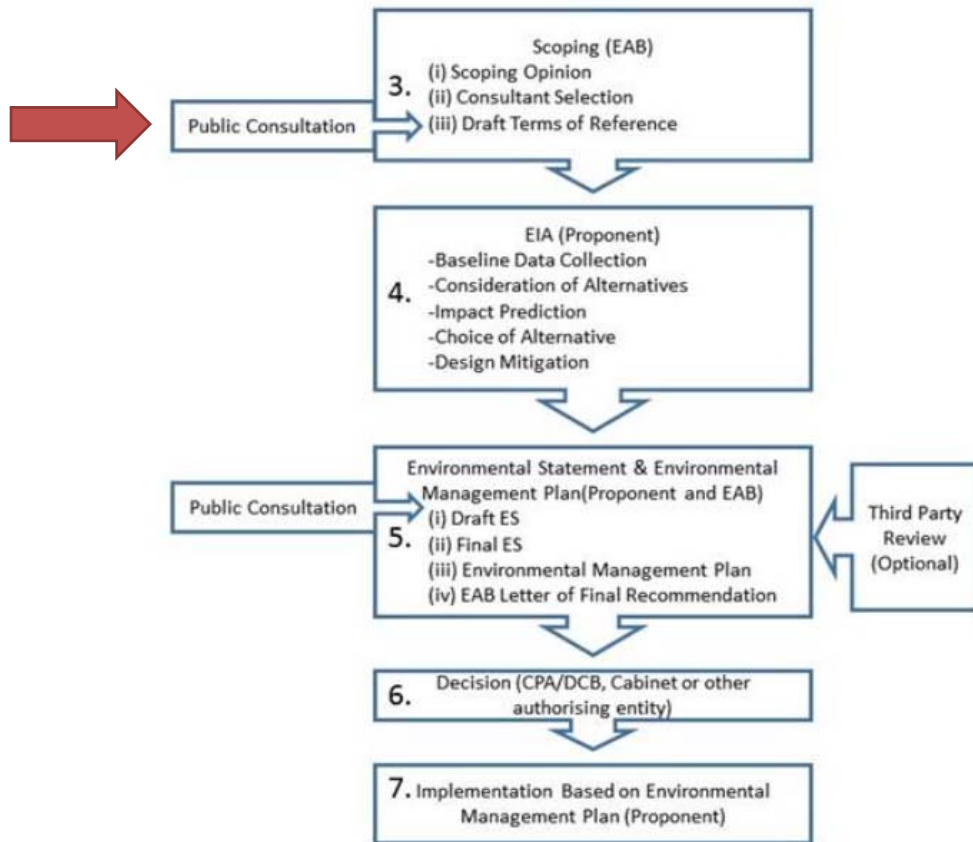 Scoping (EAB)
3. (i) Scoping Opinion
(ii) Consultant Selection
Public Consultation
(iii) Draft Terms of Reference
EIA (Proponent)
-Baseline Data Collection
4. -Consideration of Alternatives
-Impact Prediction
-Choice of Alternative
-Design Mitigation
Environmental Statement & Environmental
Management Plan(Proponent and EAB)
Public Consultation
(i) Draft ES
5. (ii) Final ES
(iii) Environmental Management Plan
(iv) EAB Letter of Final Recommendation
Third Party
Review
(Optional)
6. Decision (CPA/DCB, Cabinet or other
authorising entity)
7. Implementation Based on Environmental
Management Plan (Proponent)